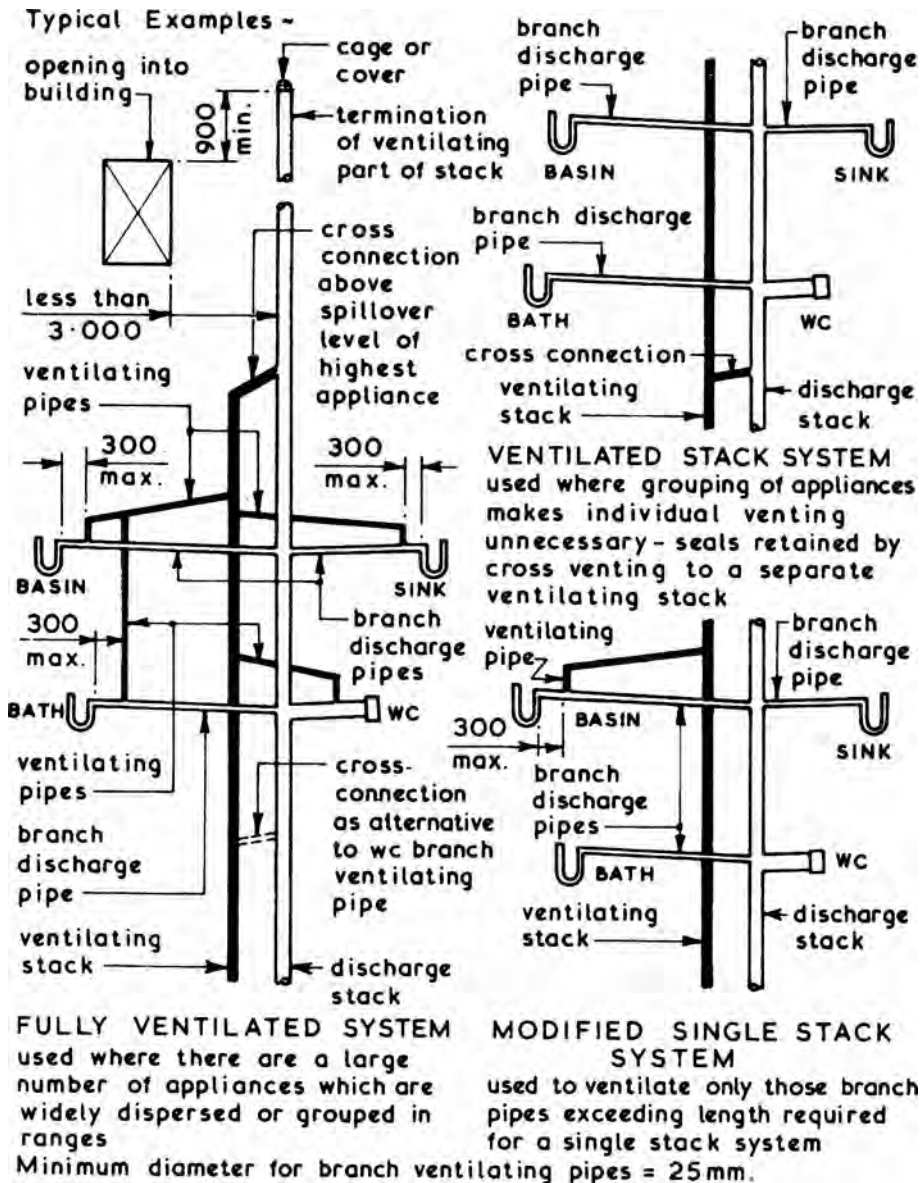 Typical Examples ~
opening into
building
900
min.
cage or
cover
termination
of ventilating
part of stack
cross
connection
above
spillover
level of
highest
appliance
less than
3·000
ventilating
pipes
300
max.
300
max.
BASIN
SINK
300
max.
branch
discharge
pipes
BATH
WC
ventilating
pipes
cross-
connection
as alternative
to wc branch
ventilating
pipe
branch
discharge
pipe
ventilating
stack
discharge
stack
FULLY VENTILATED SYSTEM
used where there are a large
number of appliances which are
widely dispersed or grouped in
ranges
branch
discharge
pipe
branch
discharge
pipe
BASIN
SINK
branch discharge
pipe
BATH
WC
cross connection
ventilating
stack
discharge
stack
VENTILATED STACK SYSTEM
used where grouping of appliances
makes individual venting
unnecessary – seals retained by
cross venting to a separate
ventilating stack
ventilating
pipe
branch
discharge
pipe
BASIN
SINK
300
max.
branch
discharge
pipes
BATH
WC
ventilating
stack
discharge
stack
MODIFIED SINGLE STACK
SYSTEM
used to ventilate only those branch
pipes exceeding length required
for a single stack system
Minimum diameter for branch ventilating pipes = 25mm.